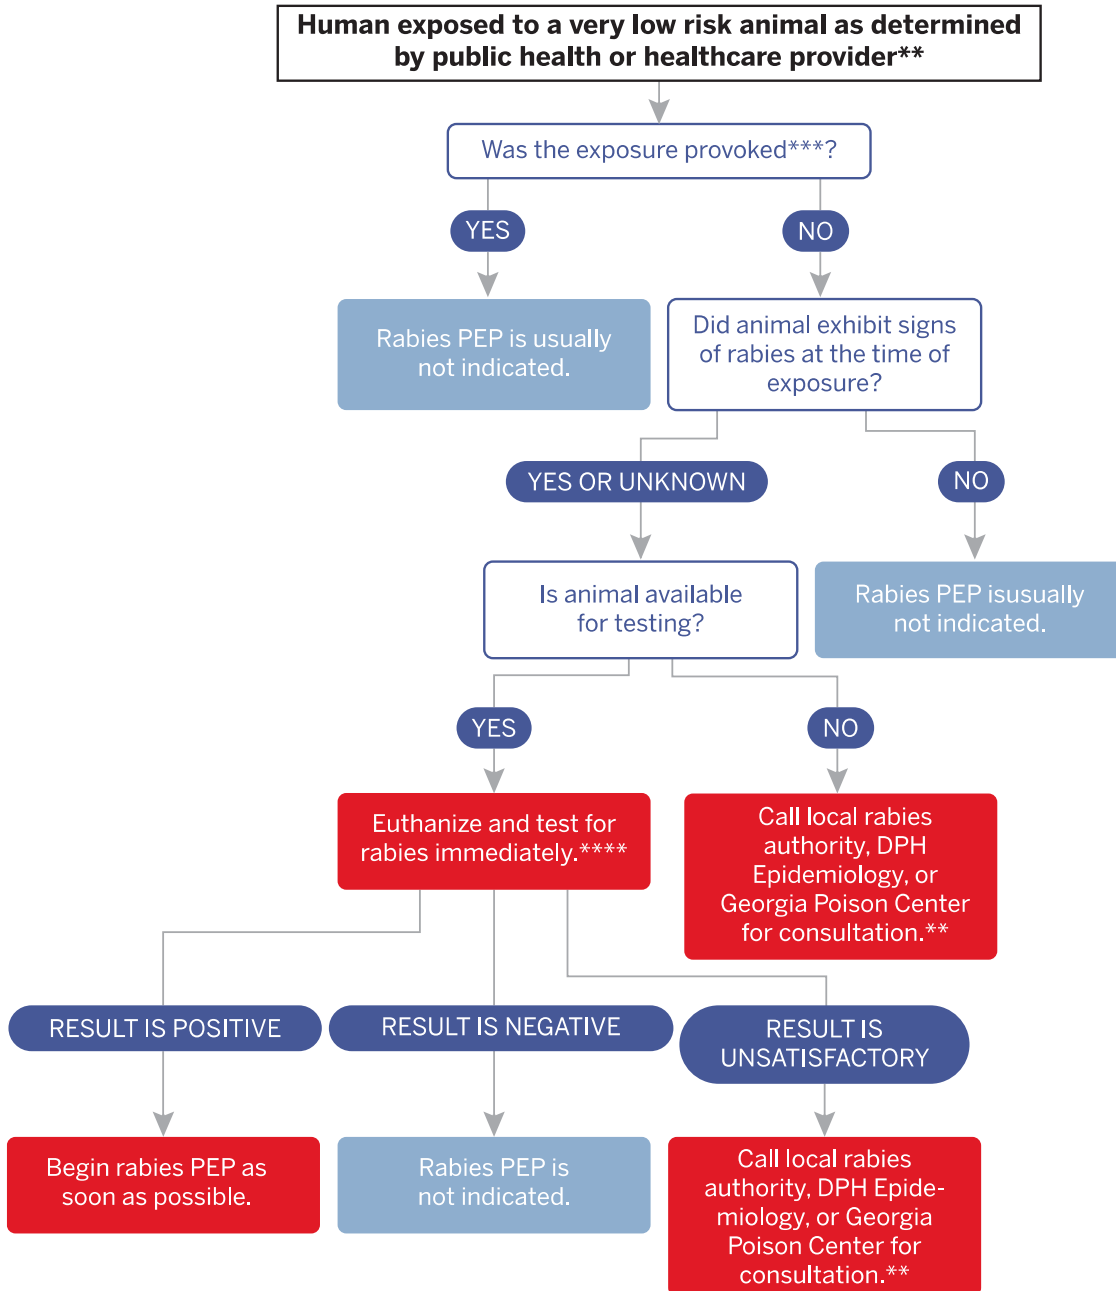 Human exposed to a very low risk animal as determined
by public health or healthcare provider**
Was the exposure provoked***?
YES
NO
Rabies PEP is usually
not indicated.
Did animal exhibit signs
of rabies at the time of
exposure?
YES OR UNKNOWN
NO
Is animal available
for testing?
Rabies PEP isusually
not indicated.
YES
NO
Euthanize and test for
rabies immediately.****
Call local rabies
authority, DPH
Epidemiology, or
Georgia Poison Center
for consultation.**
RESULT IS POSITIVE
RESULT IS NEGATIVE
RESULT IS
UNSATISFACTORY
Begin rabies PEP as
soon as possible.
Rabies PEP is
not indicated.
Call local rabies
authority, DPH Epide-
miology, or Georgia
Poison Center for
consultation.**